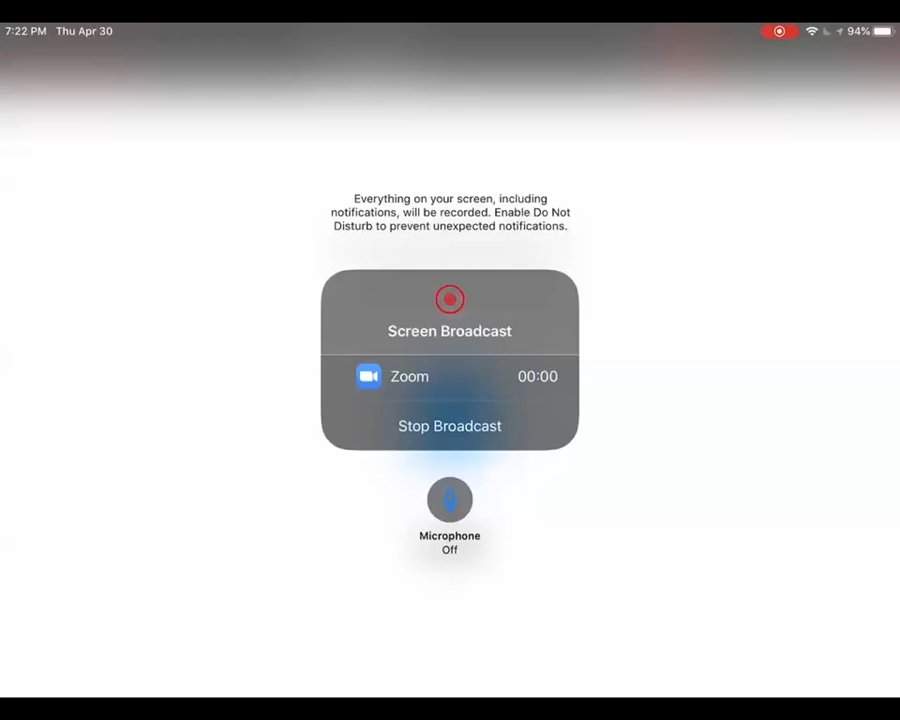 7:22 PM Thu Apr 30
94%
Everything on your screen, including
notifications, will be recorded. Enable Do Not
Disturb to prevent unexpected notifications.
Screen Broadcast
Zoom 00:00
Stop Broadcast
Microphone
Off